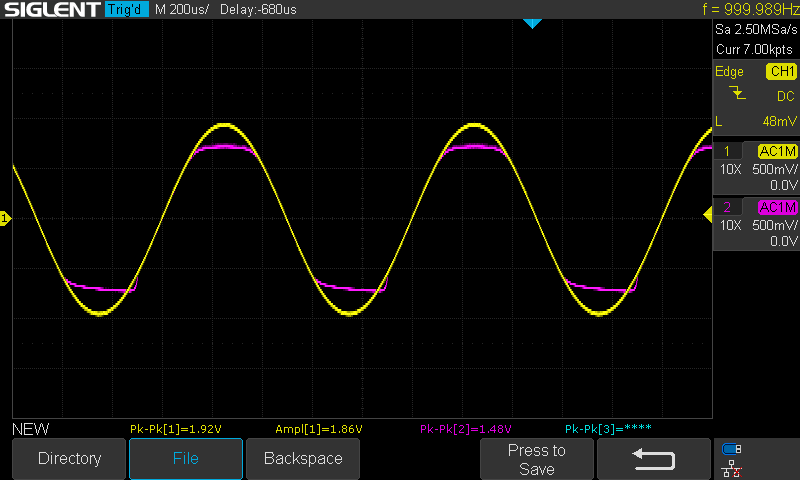 SIGLENT Trig'd M 200us/ Delay:-680us f = 999.989Hz
Sa 2.50MSa/s
Curr 7.00kpts
Edge CH1
DC
L 48mV
1 AC1M
10X 500mV/
0.0V
2 AC1M
10X 500mV/
0.0V
1
NEW Pk-Pk[1]=1.92V Ampl[1]=1.86V Pk-Pk[2]=1.48V Pk-Pk[3]=****
Directory File Backspace Press to
Save